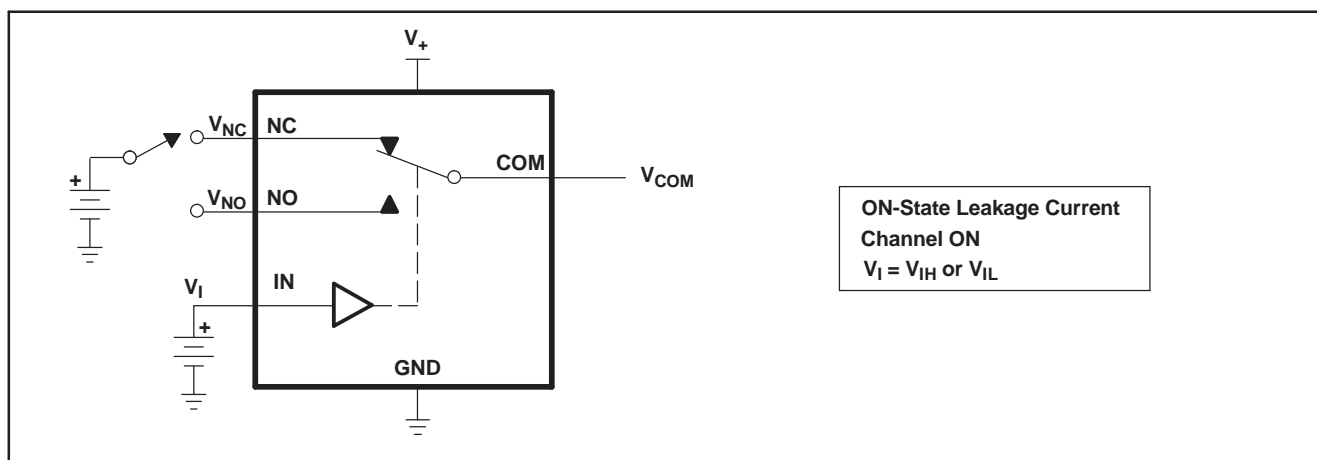 V+
VNC NC
COM
VCOM
+
VNO NO
VI IN
+
GND
ON-State Leakage Current
Channel ON
VI = VIH or VIL